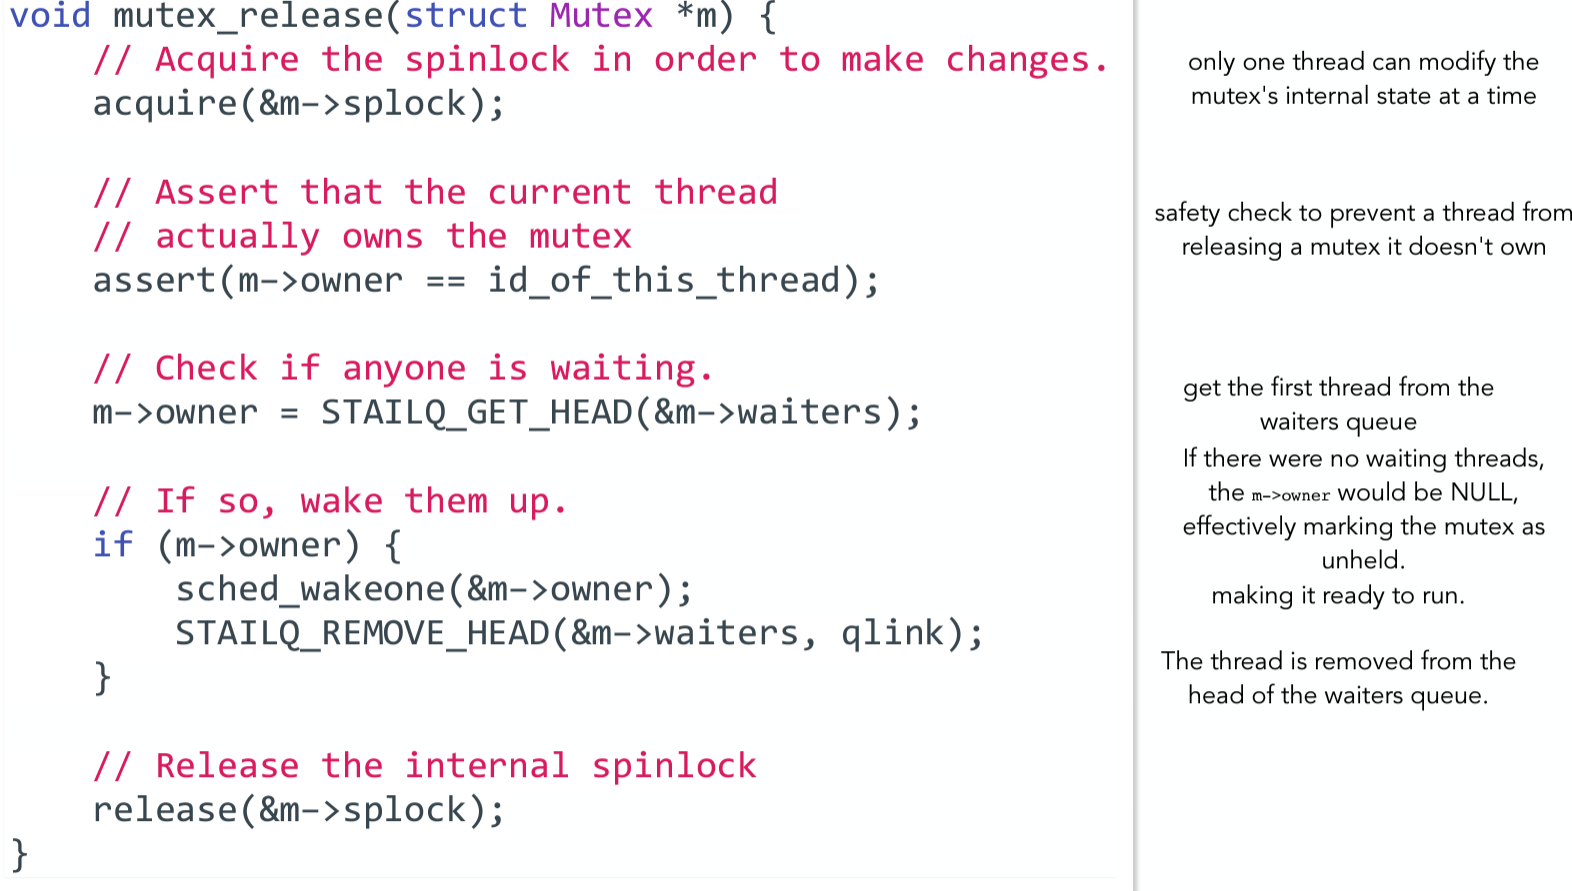 void mutex_release(struct Mutex *m) {
// Acquire the spinlock in order to make changes.
acquire(&m->splock);
// Assert that the current thread
// actually owns the mutex
assert(m->owner == id_of_this_thread);
// Check if anyone is waiting.
m->owner = STAILQ_GET_HEAD(&m->waiters);
// If so, wake them up.
if (m->owner) {
sched_wakeone(&m->owner);
STAILQ_REMOVE_HEAD(&m->waiters, qlink);
}
// Release the internal spinlock
release(&m->splock);
}
only one thread can modify the
mutex's internal state at a time
safety check to prevent a thread from
releasing a mutex it doesn't own
get the first thread from the
waiters queue
If there were no waiting threads,
the m->owner would be NULL,
effectively marking the mutex as
unheld.
making it ready to run.
The thread is removed from the
head of the waiters queue.